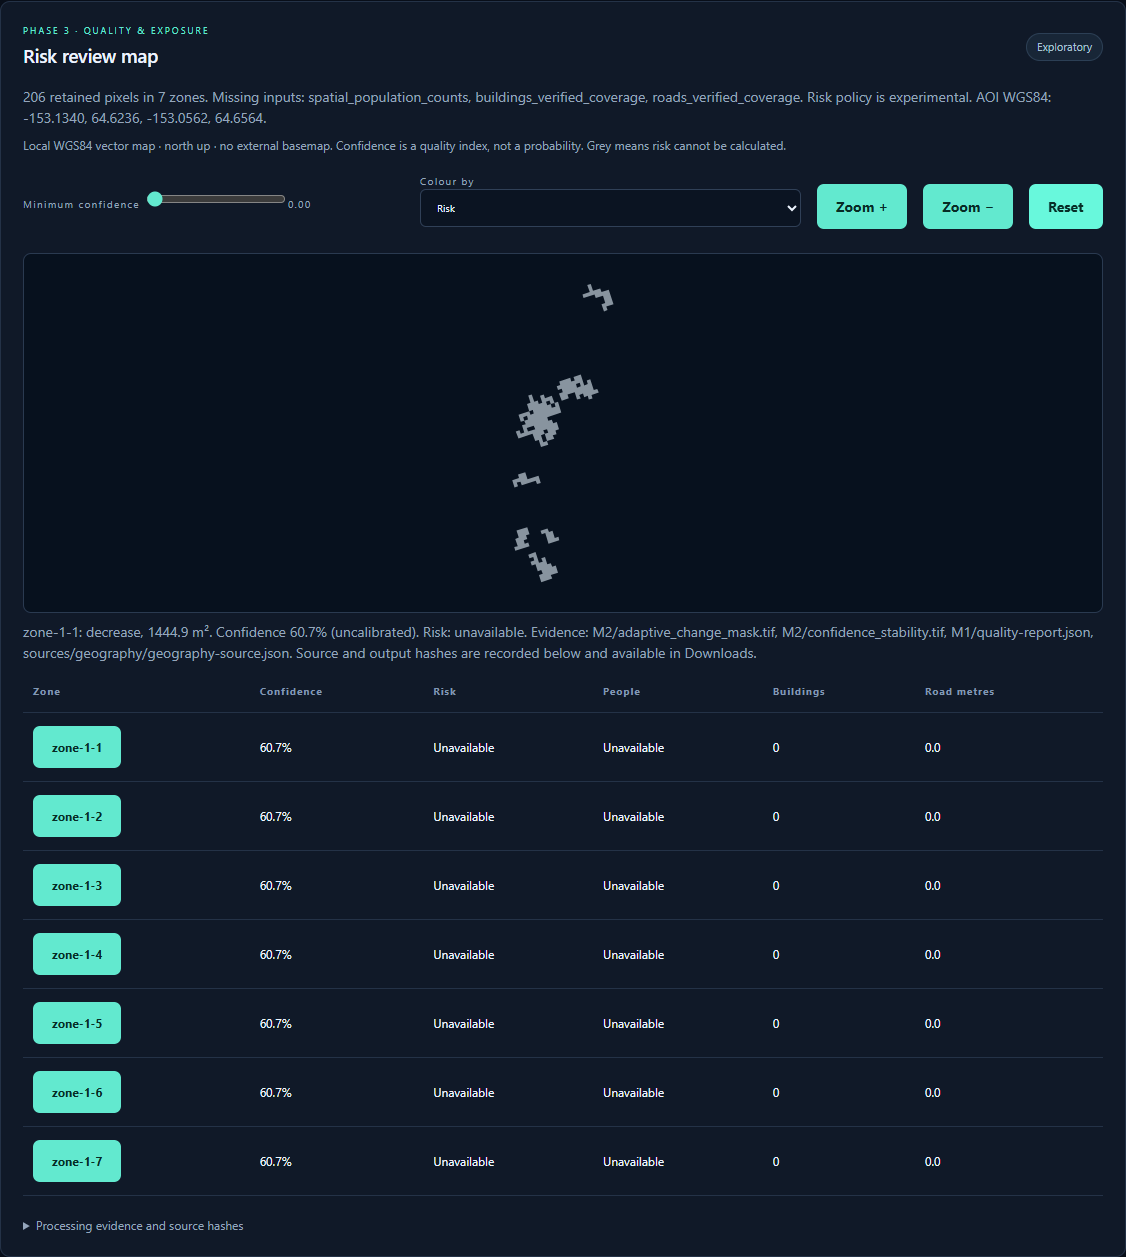 PHASE 3 · QUALITY & EXPOSURE
Risk review map
Exploratory
206 retained pixels in 7 zones. Missing inputs: spatial_population_counts, buildings_verified_coverage, roads_verified_coverage. Risk policy is experimental. AOI WGS84:
-153.1340, 64.6236, -153.0562, 64.6564.
Local WGS84 vector map · north up · no external basemap. Confidence is a quality index, not a probability. Grey means risk cannot be calculated.
Minimum confidence 0.00
Colour by
Risk
Zoom +
Zoom −
Reset
zone-1-1: decrease, 1444.9 m². Confidence 60.7% (uncalibrated). Risk: unavailable. Evidence: M2/adaptive_change_mask.tif, M2/confidence_stability.tif, M1/quality-report.json,
sources/geography/geography-source.json. Source and output hashes are recorded below and available in Downloads.
Zone Confidence Risk People Buildings Road metres
zone-1-1 60.7% Unavailable Unavailable 0 0.0
zone-1-2 60.7% Unavailable Unavailable 0 0.0
zone-1-3 60.7% Unavailable Unavailable 0 0.0
zone-1-4 60.7% Unavailable Unavailable 0 0.0
zone-1-5 60.7% Unavailable Unavailable 0 0.0
zone-1-6 60.7% Unavailable Unavailable 0 0.0
zone-1-7 60.7% Unavailable Unavailable 0 0.0
Processing evidence and source hashes